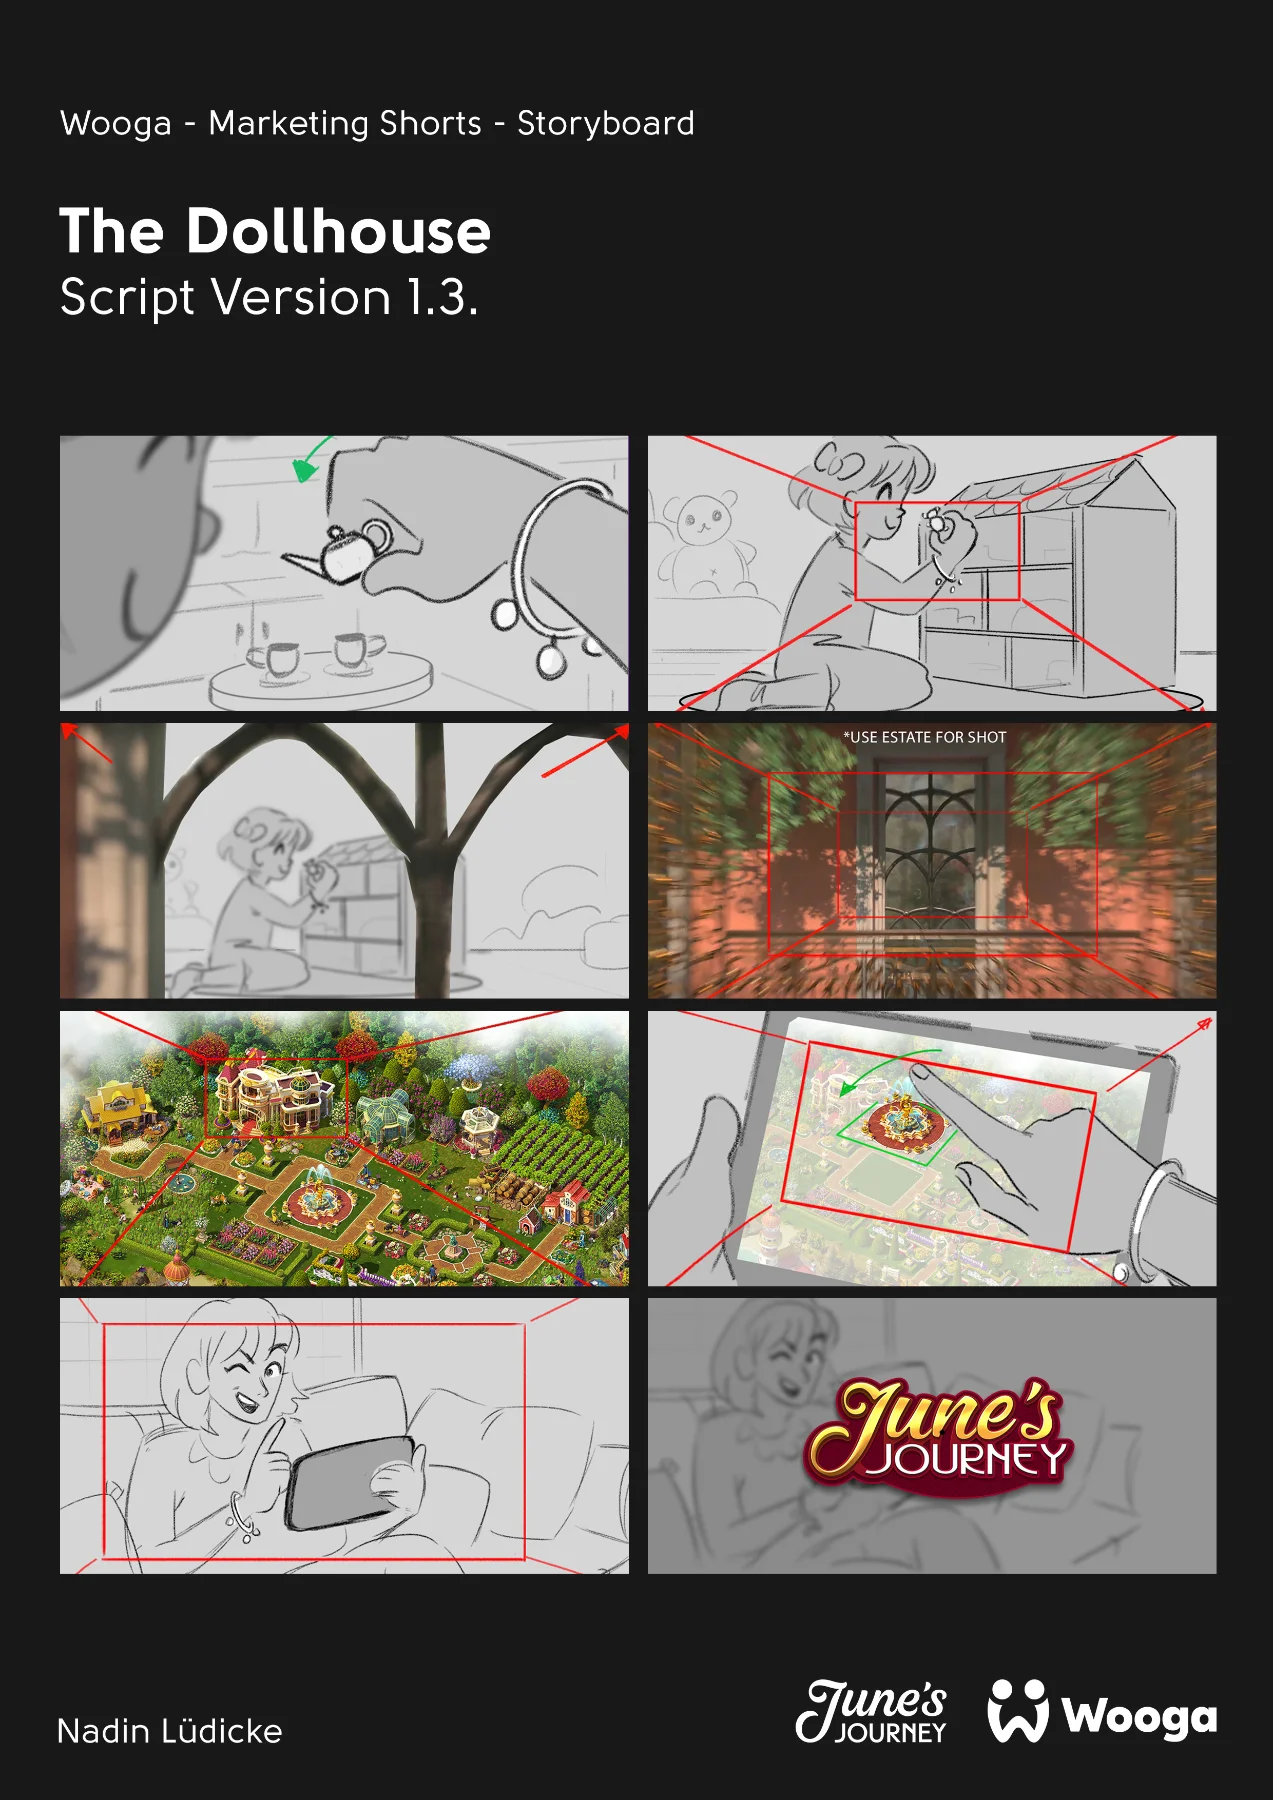 Wooga - Marketing Shorts - Storyboard
The Dollhouse
Script Version 1.3.
*USE ESTATE FOR SHOT
June's
JOURNEY
Nadin Lüdicke
June's
JOURNEY
Wooga